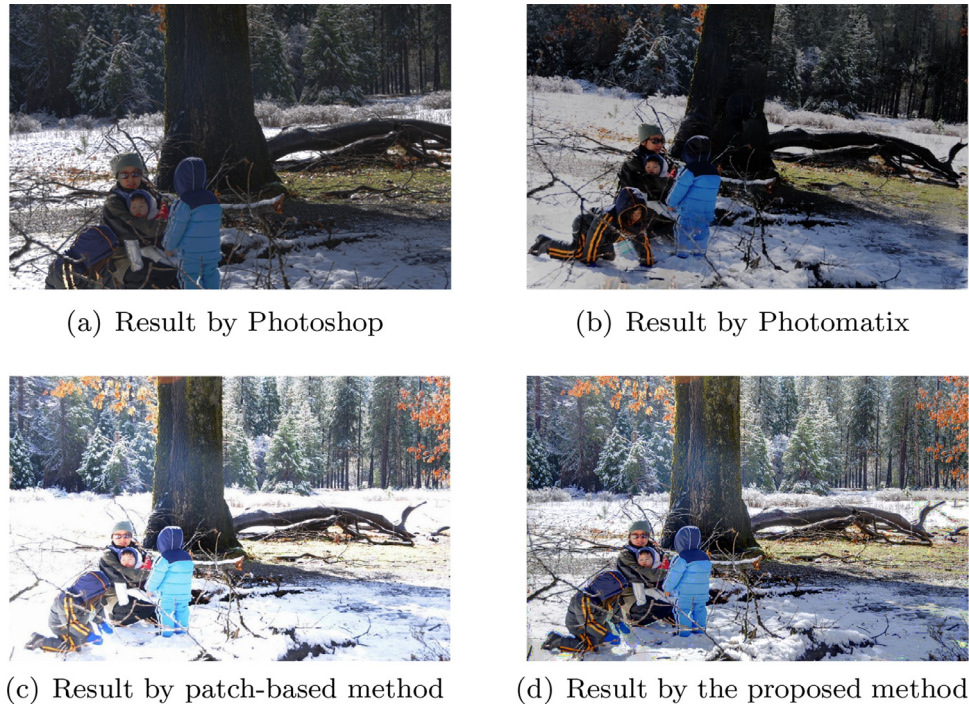 (a) Result by Photoshop
(b) Result by Photomatix
(c) Result by patch-based method
(d) Result by the proposed method